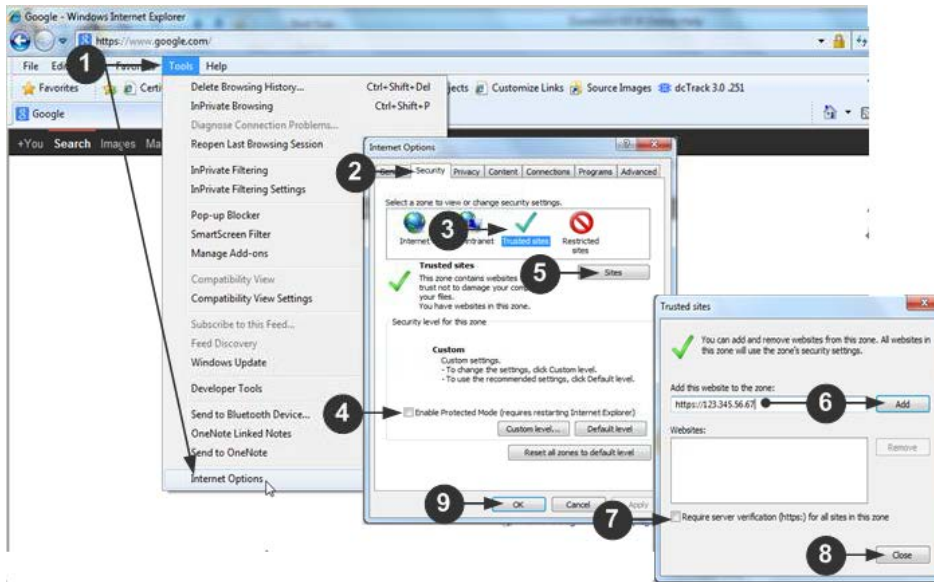 Google - Windows Internet Explorer
https://www.google.com/
File Edit Favorites Tools Help
1
Favorites Certi jects Customize Links Source Images dcTrack 3.0 .251
Google
+You Search Images Ma
Delete Browsing History... Ctrl+Shift+Del
InPrivate Browsing Ctrl+Shift+P
Diagnose Connection Problems...
Reopen Last Browsing Session
InPrivate Filtering
InPrivate Filtering Settings
Pop-up Blocker
SmartScreen Filter
Manage Add-ons
Compatibility View
Compatibility View Settings
Subscribe to this Feed...
Feed Discovery
Windows Update
Developer Tools
Send to Bluetooth Device...
OneNote Linked Notes
Send to OneNote
Internet Options
Internet Options
2
Security Privacy Content Connections Programs Advanced
Select a zone to view or change security settings.
3
Internet intranet Trusted sites Restricted
sites
Trusted sites
5
Sites
This zone contains websites
trust not to damage your
your files.
You have websites in this zone.
Security level for this zone
Custom
Custom settings.
- To change the settings, click Custom level.
- To use the recommended settings, click Default level.
4
Enable Protected Mode (requires restarting Internet Explorer)
Custom level... Default level
Reset all zones to default level
9
OK Cancel Apply
Trusted sites
You can add and remove websites from this zone. All websites in
this zone will use the zone's security settings.
Add this website to the zone:
https://123.345.56.67
6
Add
Websites:
Remove
7
Require server verification (https:) for all sites in this zone
8
Close